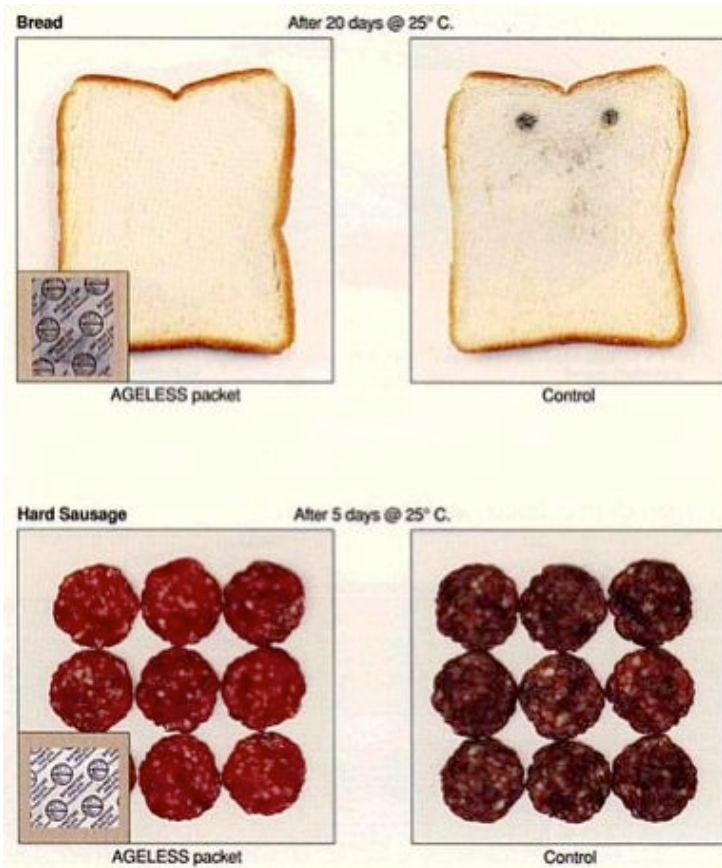 Bread After 20 days @ 25° C.
AGELESS packet Control
Hard Sausage After 5 days @ 25° C.
AGELESS packet Control